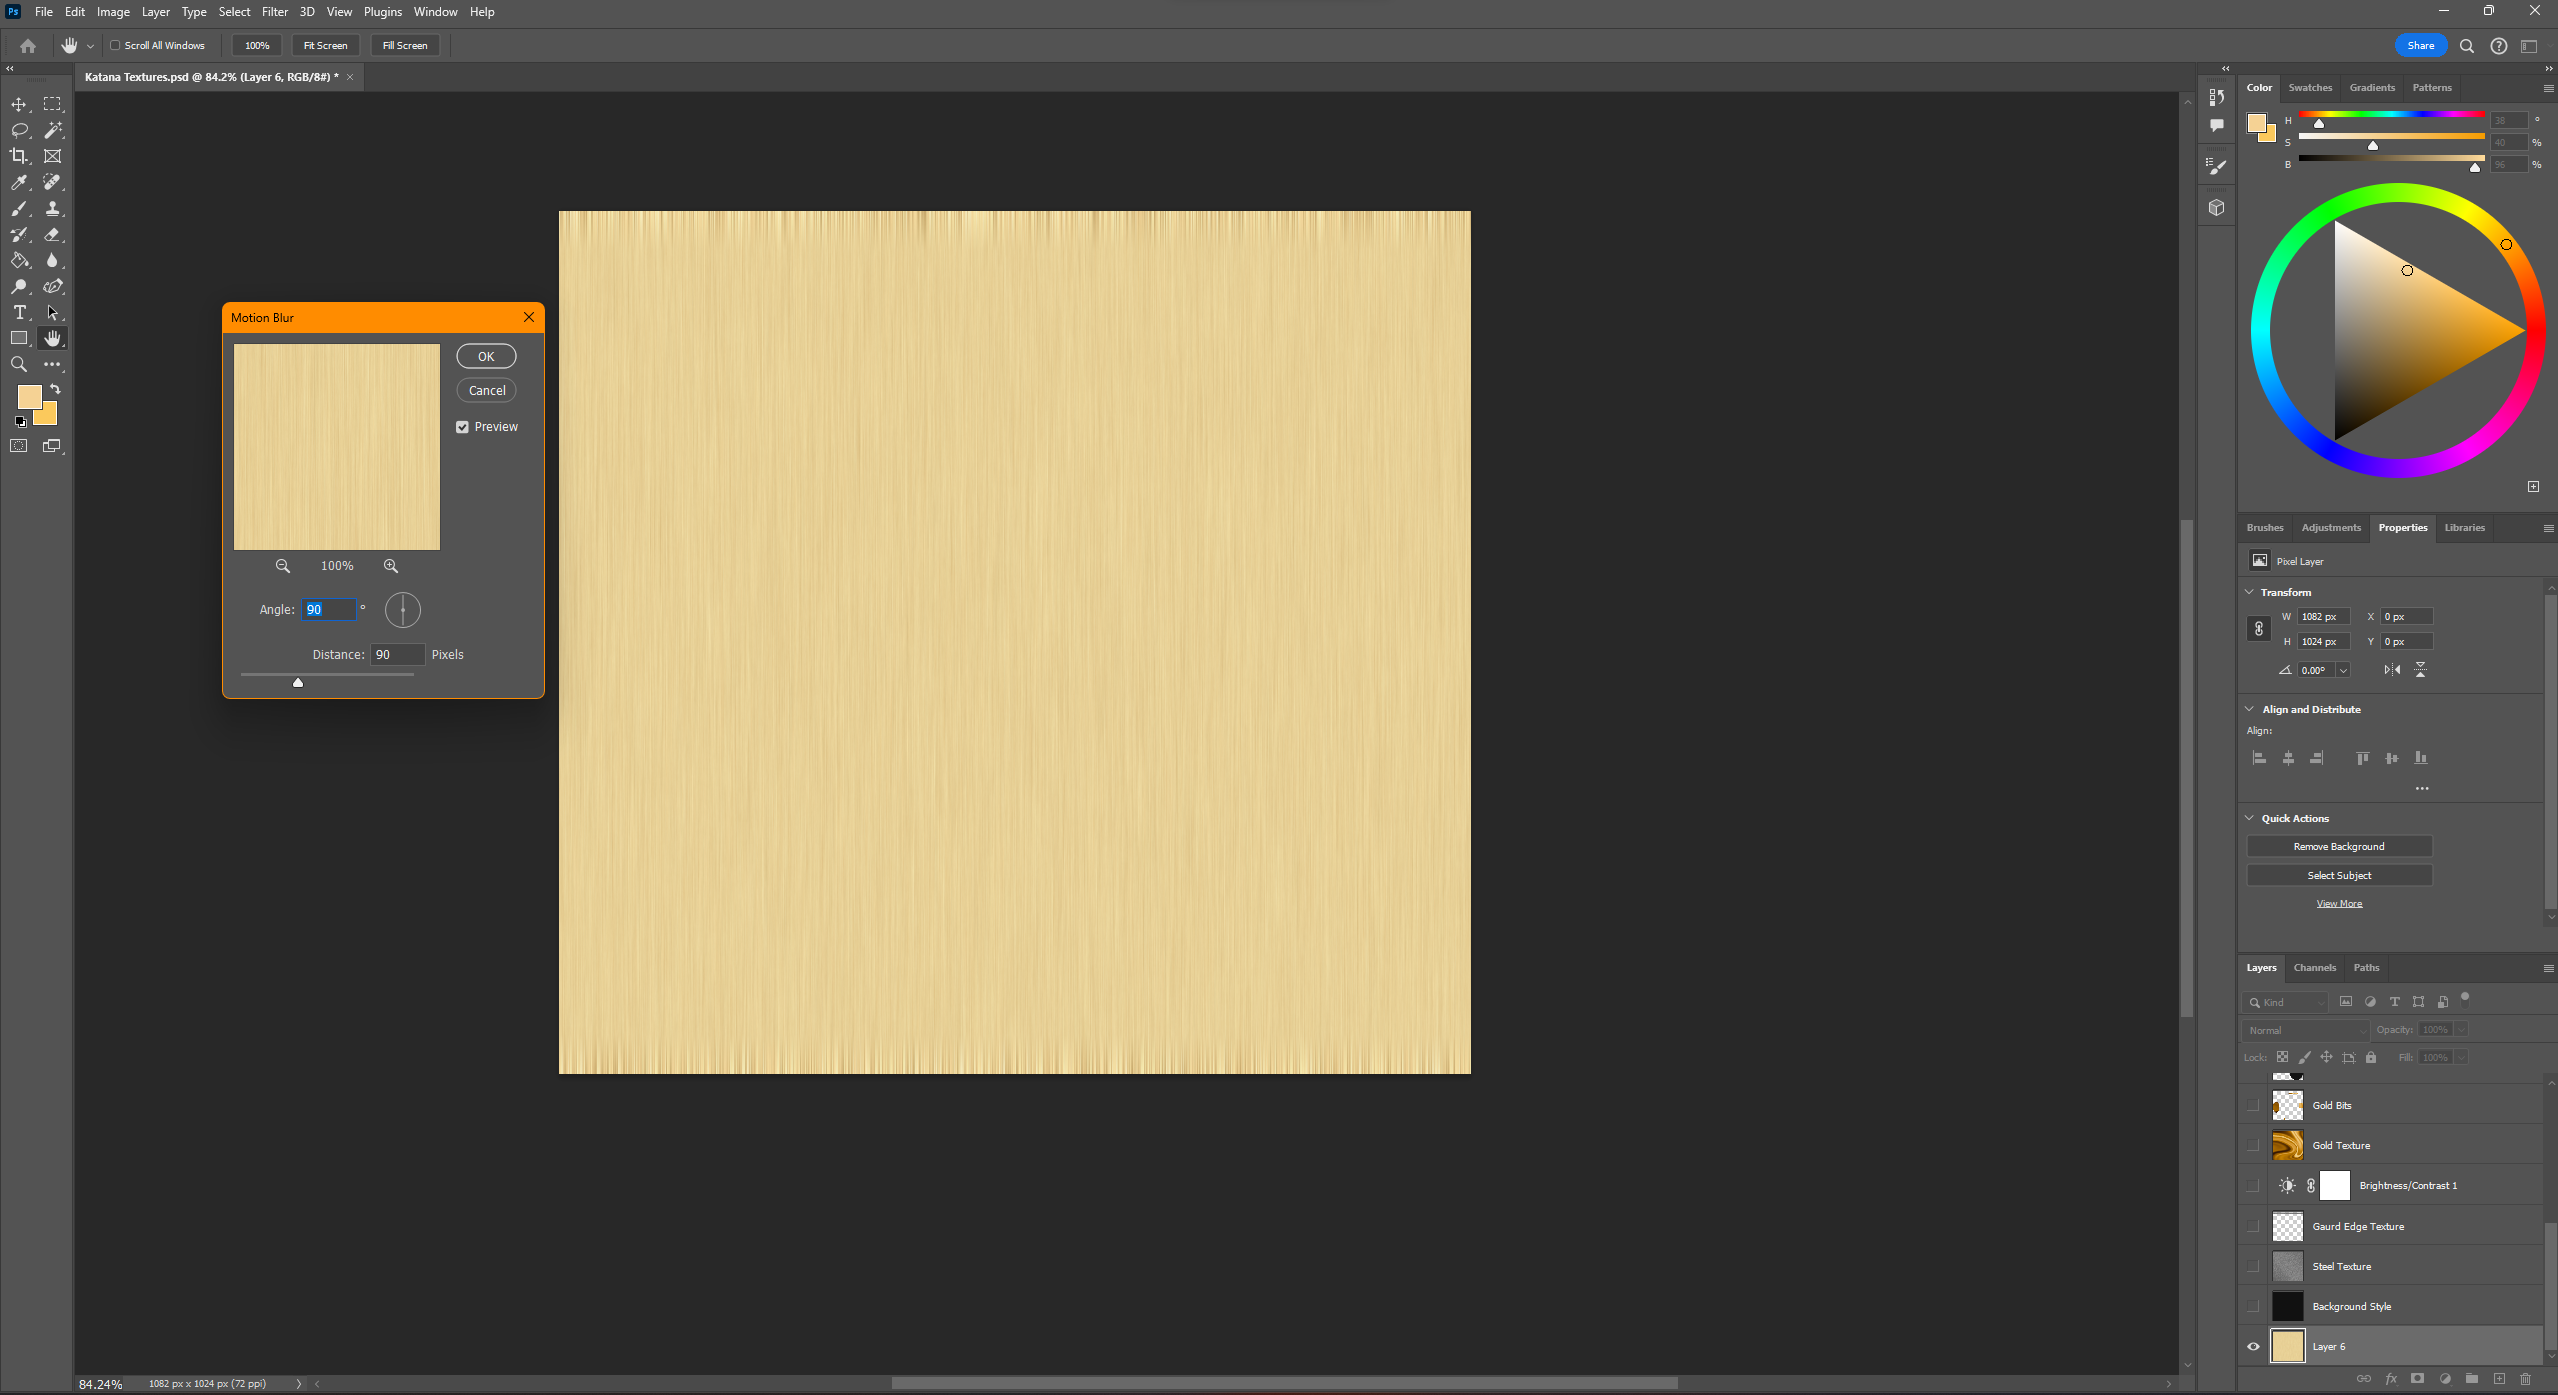 Ps File Edit Image Layer Type Select Filter 3D View Plugins Window Help
Scroll All Windows 100% Fit Screen Fill Screen Share
Katana Textures.psd @ 84.2% (Layer 6, RGB/8#) *
Color Swatches Gradients Patterns
H 38 °
S 40 %
B 96 %
Motion Blur
OK
Cancel
Preview
100%
Angle: 90 °
Distance: 90 Pixels
Brushes Adjustments Properties Libraries
Pixel Layer
Transform
W 1082 px X 0 px
H 1024 px Y 0 px
0.00°
Align and Distribute
Align:
Quick Actions
Remove Background
Select Subject
View More
Layers Channels Paths
Kind
Normal Opacity: 100%
Lock: Fill: 100%
Gold Bits
Gold Texture
Brightness/Contrast 1
Gaurd Edge Texture
Steel Texture
Background Style
Layer 6
fx
84.24% 1082 px x 1024 px (72 ppi)